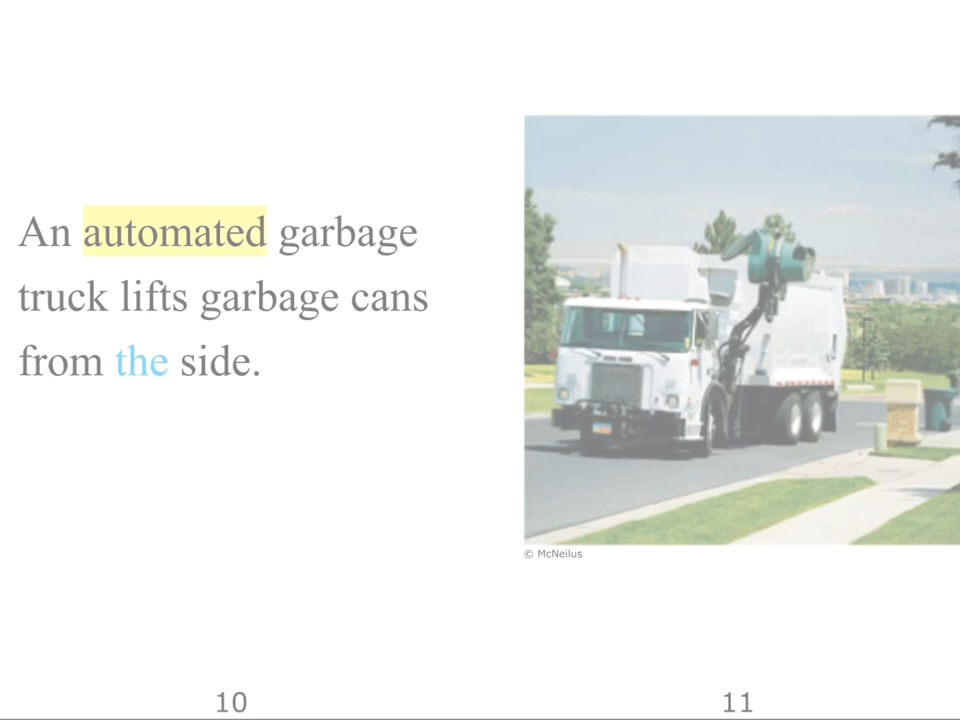 An automated garbage
truck lifts garbage cans
from the side.
© McNeilus
10
11